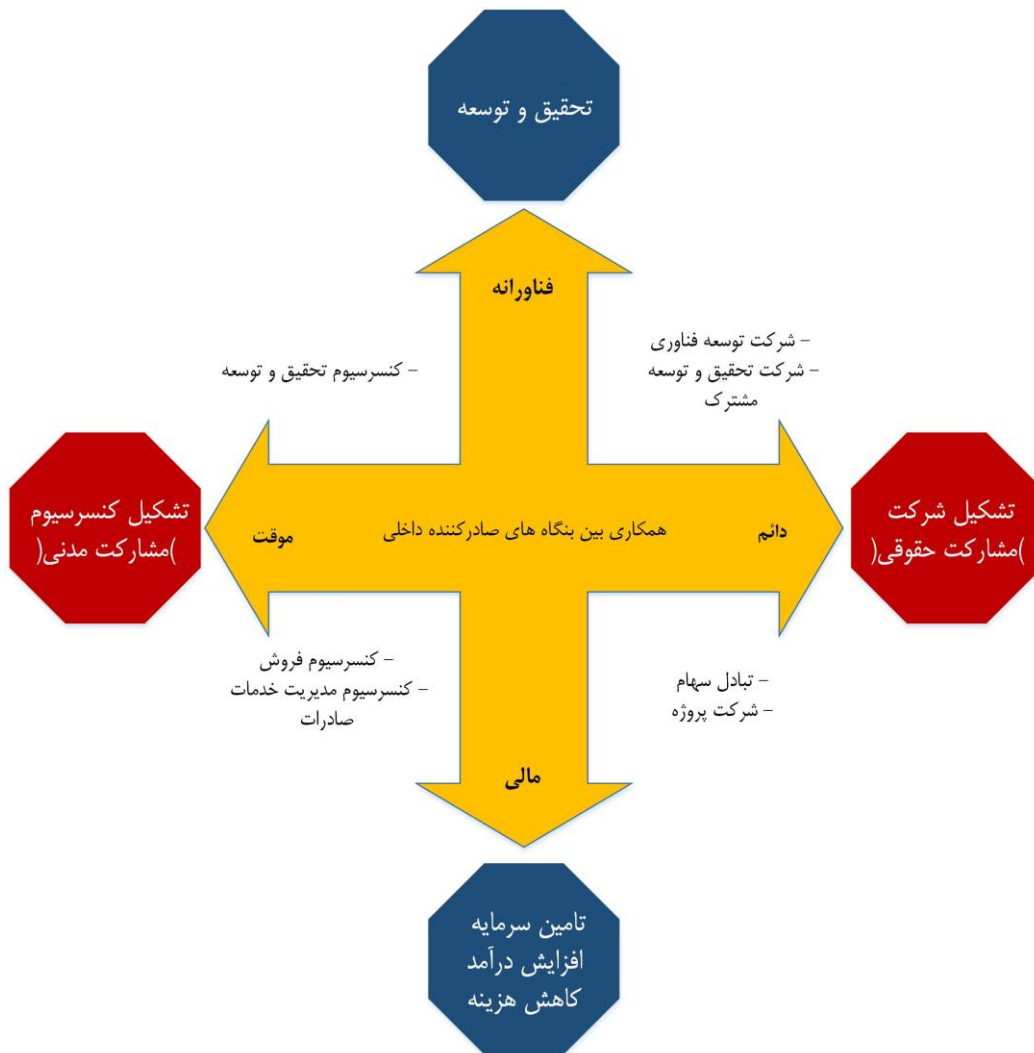 تحقیق و توسعه
فناورانه
– شرکت توسعه فناوری
– شرکت تحقیق و توسعه
مشترک
– کنسرسیوم تحقیق و توسعه
تشکیل شرکت
)مشارکت حقوقی(
دائم
همکاری بین بنگاه های صادرکننده داخلی
موقت
تشکیل کنسرسیوم
)مشارکت مدنی(
– تبادل سهام
– شرکت پروژه
– کنسرسیوم فروش
– کنسرسیوم مدیریت خدمات
صادرات
مالی
تامین سرمایه
افزایش درآمد
کاهش هزینه